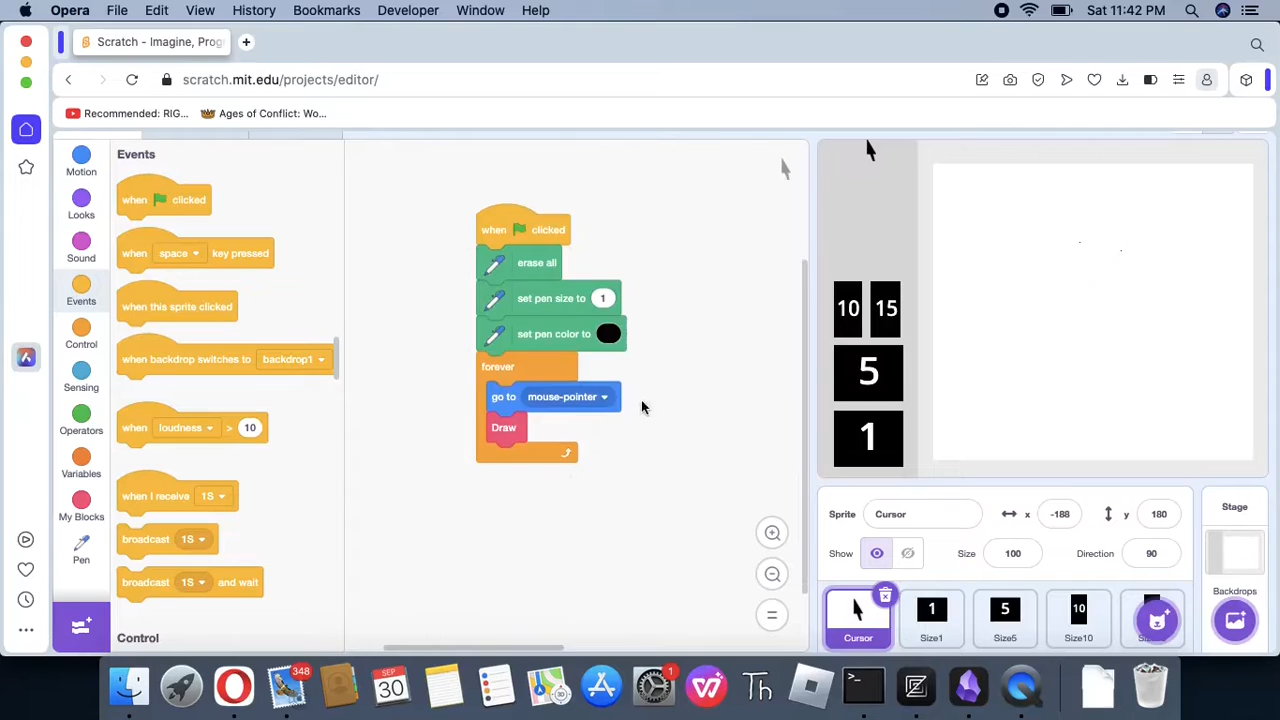 Opera File Edit View History Bookmarks Developer Window Help Sat 11:42 PM
Scratch - Imagine, Prog
scratch.mit.edu/projects/editor/
Recommended: RIG... Ages of Conflict: Wo...
Motion
Looks
Sound
Events
Control
Sensing
Operators
Variables
My Blocks
Pen
Events
when clicked
when space key pressed
when this sprite clicked
when backdrop switches to backdrop1
when loudness > 10
when I receive 1S
broadcast 1S
broadcast 1S and wait
Control
when clicked
erase all
set pen size to 1
set pen color to
forever
go to mouse-pointer
Draw
10 15
5
1
Sprite Cursor x -188 y 180
Show Size 100 Direction 90
Cursor
1
Size1
5
Size5
10
Size10
Stage
Backdrops
348
SEP
30
1
Th